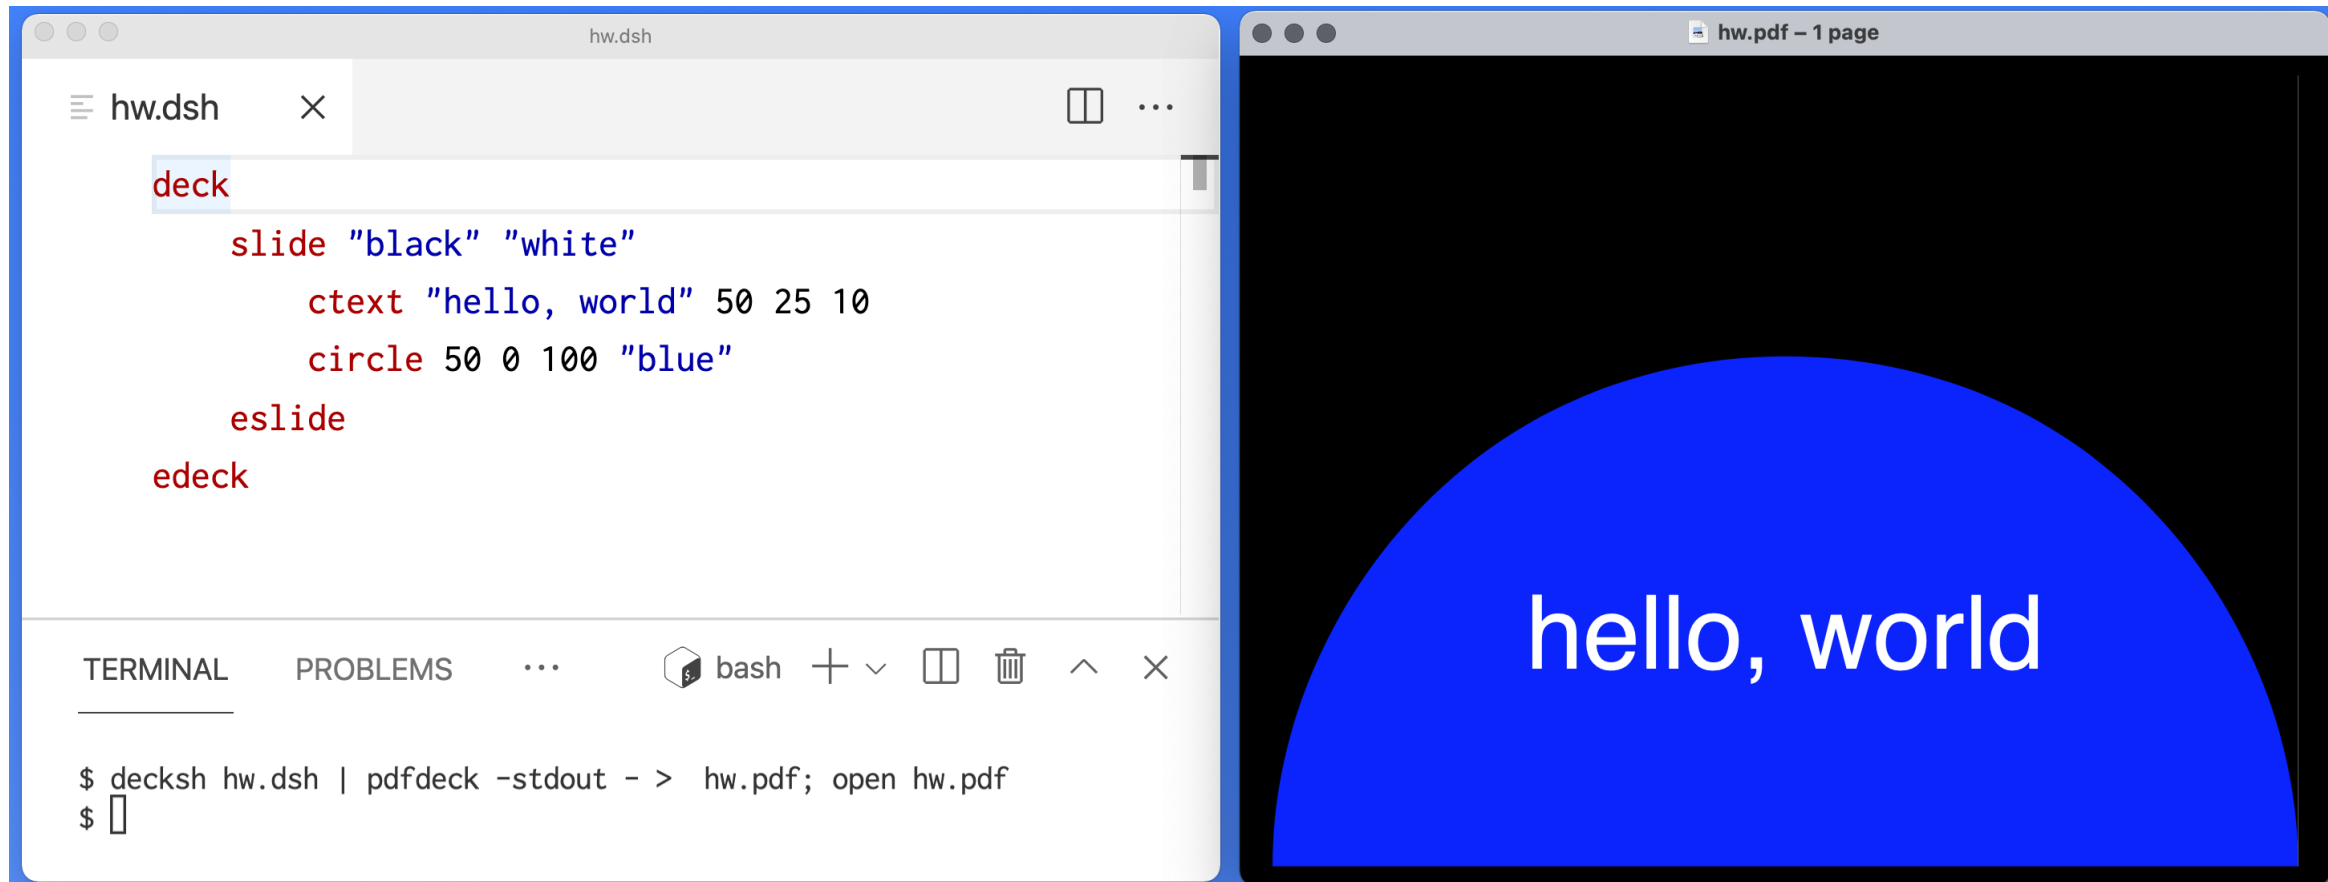 hw.dsh
hw.dsh
deck
slide "black" "white"
ctext "hello, world" 50 25 10
circle 50 0 100 "blue"
eslide
edeck
TERMINAL PROBLEMS ··· bash
$ decksh hw.dsh | pdfdeck -stdout - >  hw.pdf; open hw.pdf
$
hw.pdf – 1 page
hello, world